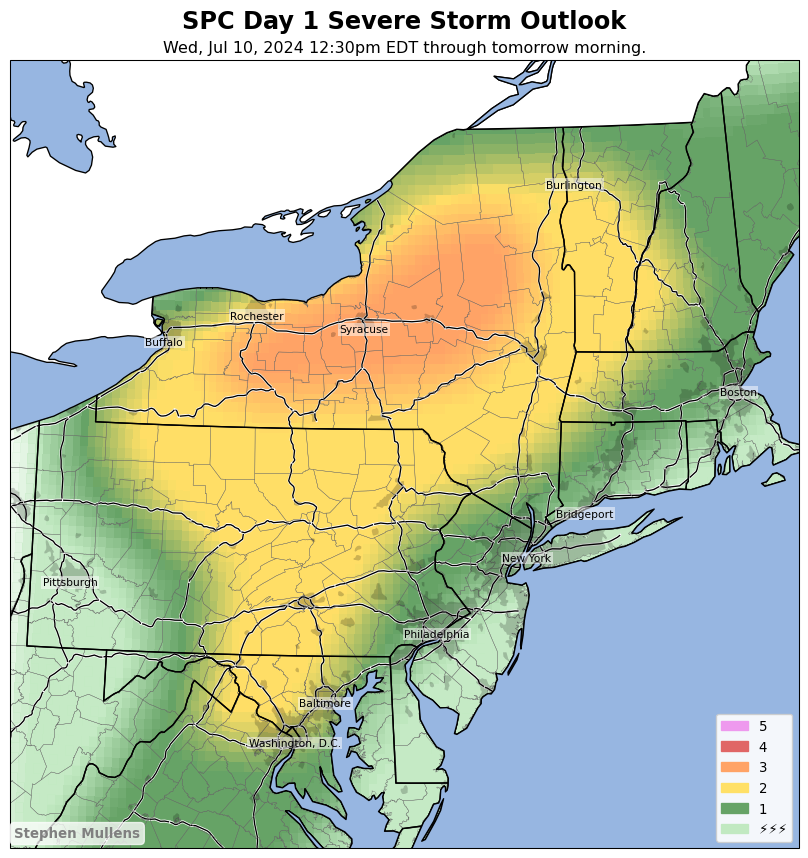 SPC Day 1 Severe Storm Outlook
Wed, Jul 10, 2024 12:30pm EDT through tomorrow morning.
Burlington
Rochester
Syracuse
Buffalo
Boston
Bridgeport
New York
Pittsburgh
Philadelphia
Baltimore
Washington, D.C.
5
4
3
2
1
⚡⚡⚡
Stephen Mullens